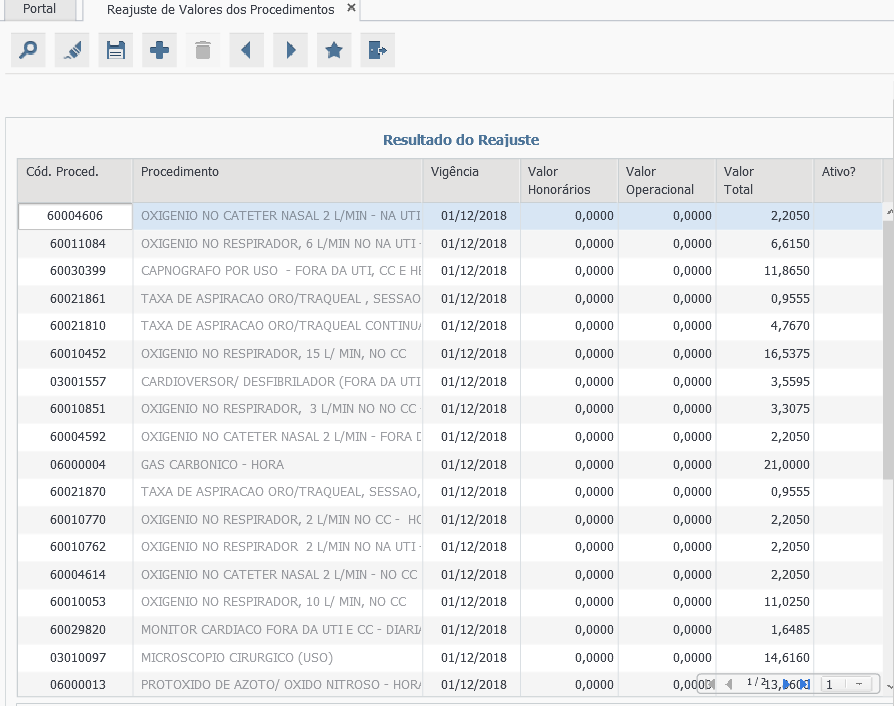 Portal
Reajuste de Valores dos Procedimentos ×
Resultado do Reajuste
Cód. Proced. Procedimento Vigência Valor Honorários Valor Operacional Valor Total Ativo?
60004606 OXIGENIO NO CATETER NASAL 2 L/MIN - NA UTI 01/12/2018 0,0000 0,0000 2,2050
60011084 OXIGENIO NO RESPIRADOR, 6 L/MIN NO NA UTI - 01/12/2018 0,0000 0,0000 6,6150
60030399 CAPNOGRAFO POR USO - FORA DA UTI, CC E HE 01/12/2018 0,0000 0,0000 11,8650
60021861 TAXA DE ASPIRACAO ORO/TRAQUEAL , SESSAO 01/12/2018 0,0000 0,0000 0,9555
60021810 TAXA DE ASPIRACAO ORO/TRAQUEAL CONTINUA 01/12/2018 0,0000 0,0000 4,7670
60010452 OXIGENIO NO RESPIRADOR, 15 L/ MIN, NO CC 01/12/2018 0,0000 0,0000 16,5375
03001557 CARDIOVERSOR/ DESFIBRILADOR (FORA DA UTI 01/12/2018 0,0000 0,0000 3,5595
60010851 OXIGENIO NO RESPIRADOR, 3 L/MIN NO NO CC - 01/12/2018 0,0000 0,0000 3,3075
60004592 OXIGENIO NO CATETER NASAL 2 L/MIN - FORA D 01/12/2018 0,0000 0,0000 2,2050
06000004 GAS CARBONICO - HORA 01/12/2018 0,0000 0,0000 21,0000
60021870 TAXA DE ASPIRACAO ORO/TRAQUEAL, SESSAO, 01/12/2018 0,0000 0,0000 0,9555
60010770 OXIGENIO NO RESPIRADOR, 2 L/MIN NO CC - HO 01/12/2018 0,0000 0,0000 2,2050
60010762 OXIGENIO NO RESPIRADOR 2 L/MIN NO NA UTI - 01/12/2018 0,0000 0,0000 2,2050
60004614 OXIGENIO NO CATETER NASAL 2 L/MIN - NO CC 01/12/2018 0,0000 0,0000 2,2050
60010053 OXIGENIO NO RESPIRADOR, 10 L/ MIN, NO CC 01/12/2018 0,0000 0,0000 11,0250
60029820 MONITOR CARDIACO FORA DA UTI E CC - DIARIA 01/12/2018 0,0000 0,0000 1,6485
03010097 MICROSCOPIO CIRURGICO (USO) 01/12/2018 0,0000 0,0000 14,6160
06000013 PROTOXIDO DE AZOTO/ OXIDO NITROSO - HORA 01/12/2018 0,0000
1 / 2 1